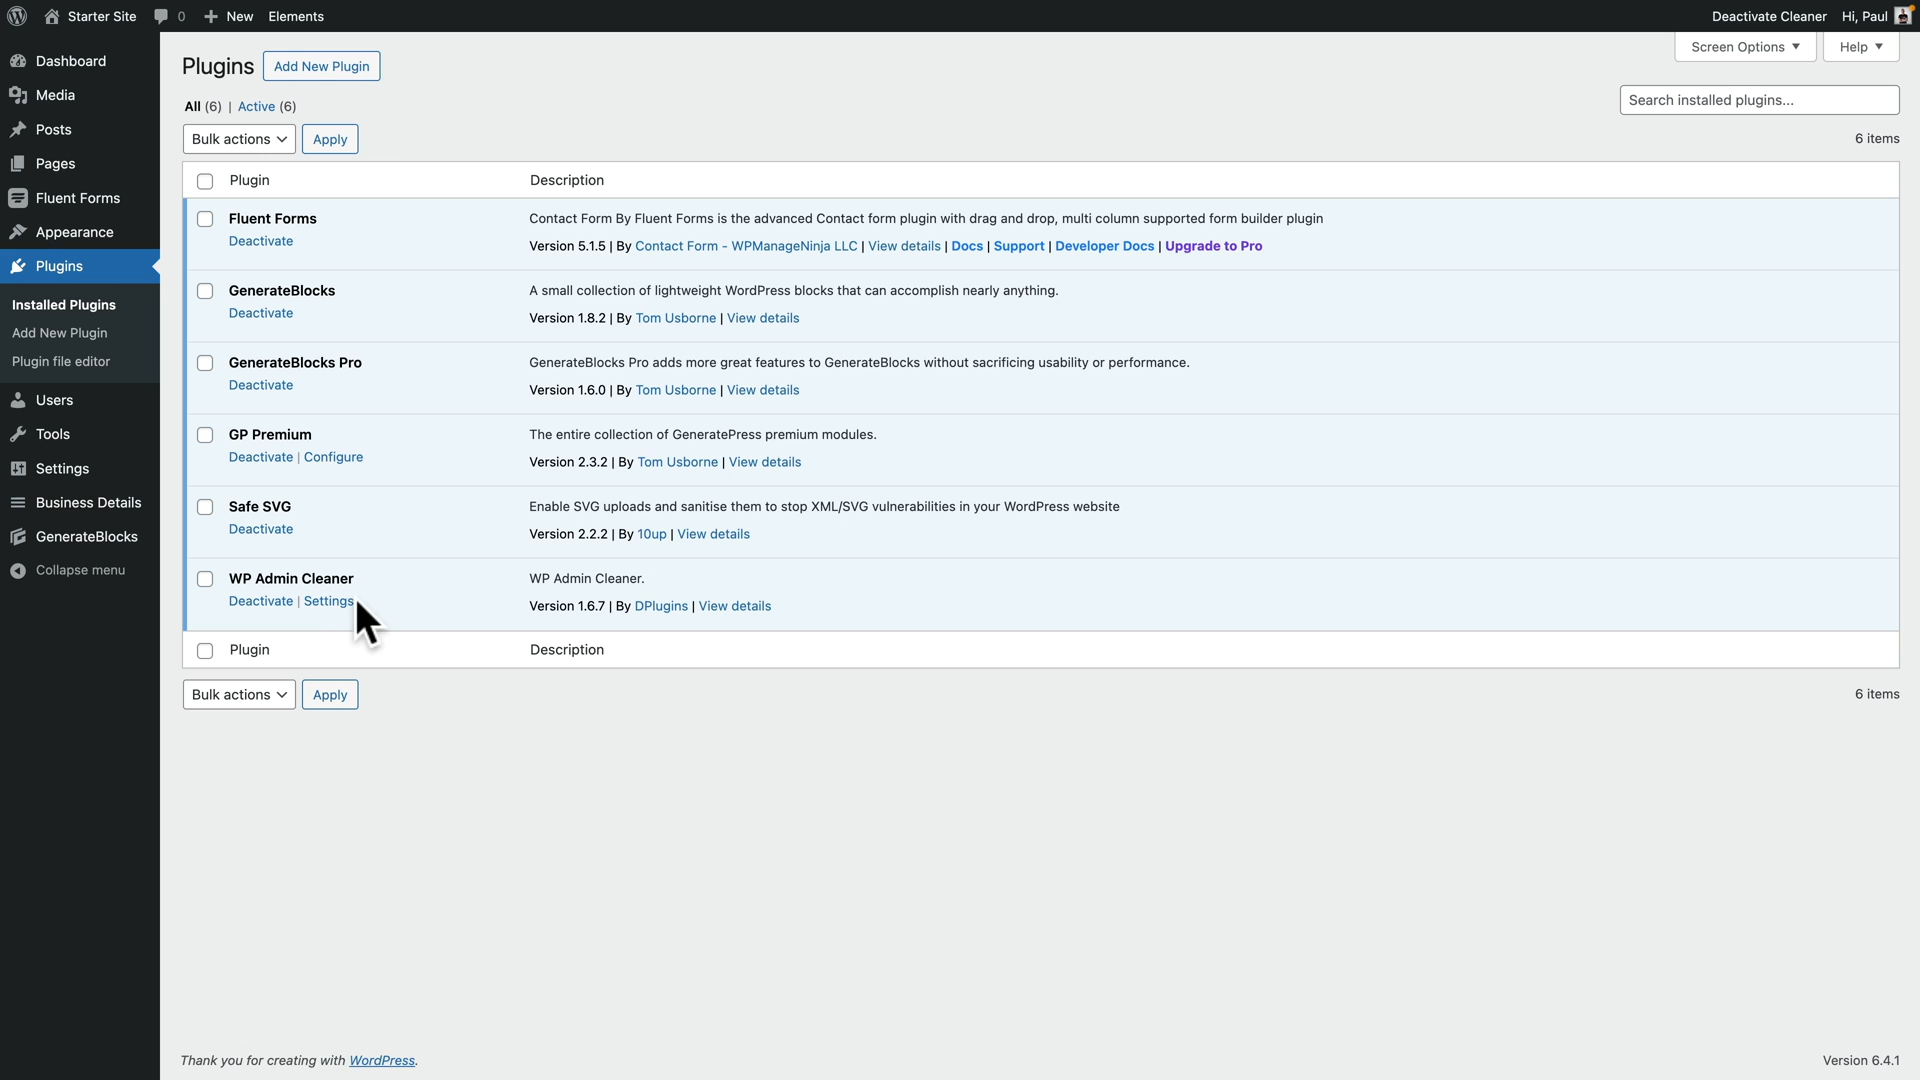 Starter Site 0 New Elements Deactivate Cleaner Hi, Paul
Dashboard
Media
Posts
Pages
Fluent Forms
Appearance
Plugins
Installed Plugins
Add New Plugin
Plugin file editor
Users
Tools
Settings
Business Details
GenerateBlocks
Collapse menu
Screen Options Help
Plugins Add New Plugin
All (6) | Active (6)
Search installed plugins...
Bulk actions Apply 6 items
Plugin Description
Fluent Forms Contact Form By Fluent Forms is the advanced Contact form plugin with drag and drop, multi column supported form builder plugin
Deactivate Version 5.1.5 | By Contact Form - WPManageNinja LLC | View details | Docs | Support | Developer Docs | Upgrade to Pro
GenerateBlocks A small collection of lightweight WordPress blocks that can accomplish nearly anything.
Deactivate Version 1.8.2 | By Tom Usborne | View details
GenerateBlocks Pro GenerateBlocks Pro adds more great features to GenerateBlocks without sacrificing usability or performance.
Deactivate Version 1.6.0 | By Tom Usborne | View details
GP Premium The entire collection of GeneratePress premium modules.
Deactivate | Configure Version 2.3.2 | By Tom Usborne | View details
Safe SVG Enable SVG uploads and sanitise them to stop XML/SVG vulnerabilities in your WordPress website
Deactivate Version 2.2.2 | By 10up | View details
WP Admin Cleaner WP Admin Cleaner.
Deactivate | Settings Version 1.6.7 | By DPlugins | View details
Plugin Description
Bulk actions Apply 6 items
Thank you for creating with WordPress. Version 6.4.1